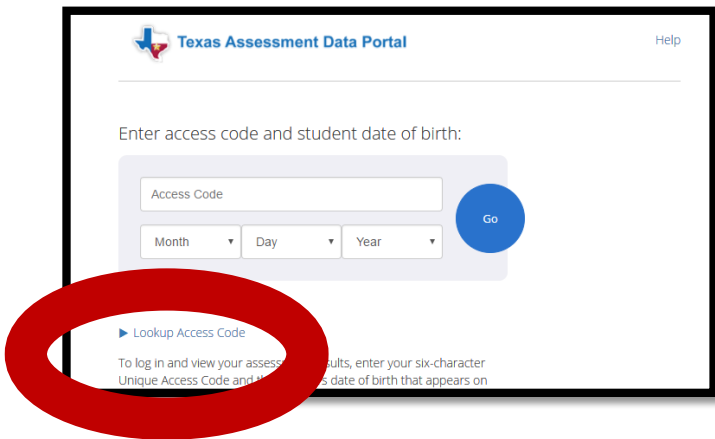 Texas Assessment Data Portal
Help
Enter access code and student date of birth:
Access Code
Month Day Year
Go
Lookup Access Code
To log in and view your assess sults, enter your six-character
Unique Access Code and s date of birth that appears on